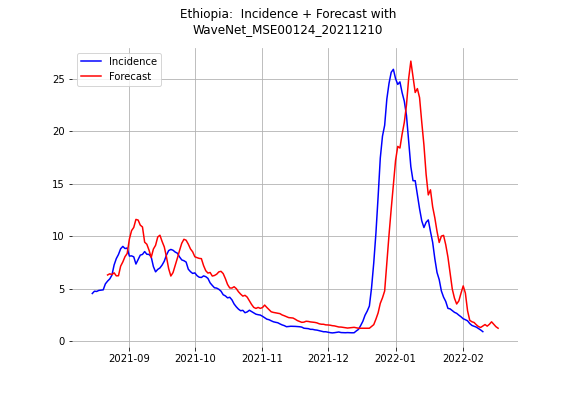 Ethiopia:  Incidence + Forecast with
WaveNet_MSE00124_20211210
Incidence
Forecast
25
20
15
10
5
0
2021-09 2021-10 2021-11 2021-12 2022-01 2022-02